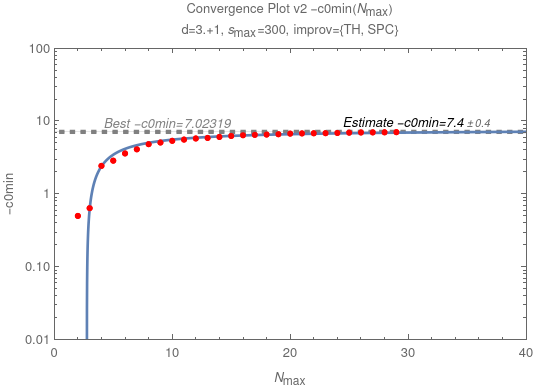 Convergence Plot v2 −c0min(Nmax)
d=3.+1, smax=300, improv={TH, SPC}
100
Best −c0min=7.02319
Estimate −c0min=7.4 ±0.4
10
−c0min
1
0.10
0.01
0 10 20 30 40
Nmax